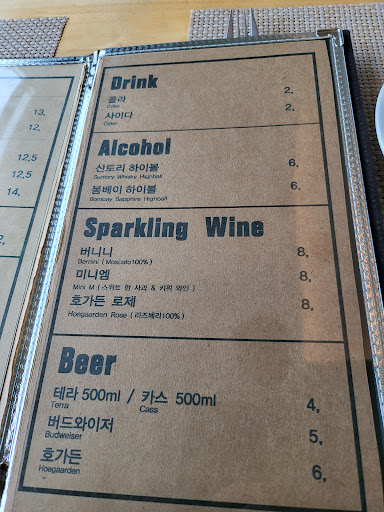 13,
12,
12,5
12,5
14,
2,
Drink
콜라 2,
Coke
사이다 2,
Cider
Alcohol
산토리 하이볼 6,
Suntory Whisky Highball
봄베이 하이볼 6,
Bombay Sapphire Highball
Sparkling Wine
버니니 8,
Bernini ( Moscato100% )
미니엠 8,
Mini M ( 스위트 한 사과 & 키위 와인 )
호가든 로제 8,
Hoegaarden Rose ( 라즈베리100% )
Beer
테라 500ml / 카스 500ml 4,
Terra Cass
버드와이저 5,
Budweiser
호가든 6,
Hoegaarden